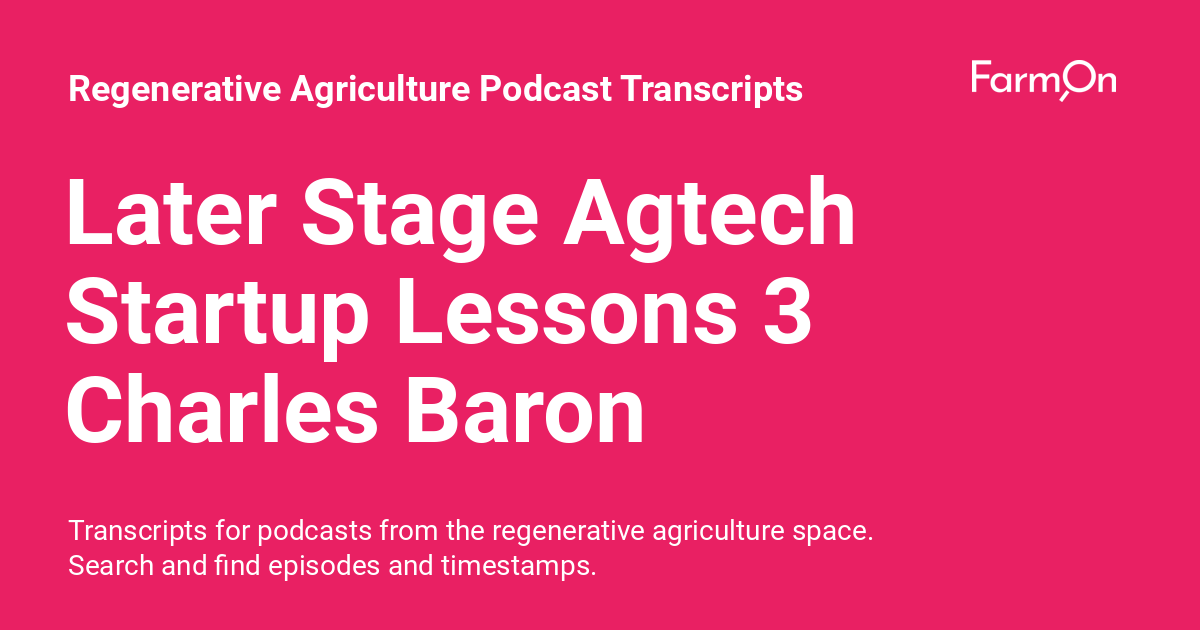 Regenerative Agriculture Podcast Transcripts
FarmOn
Later Stage Agtech
Startup Lessons 3
Charles Baron
Transcripts for podcasts from the regenerative agriculture space.
Search and find episodes and timestamps.